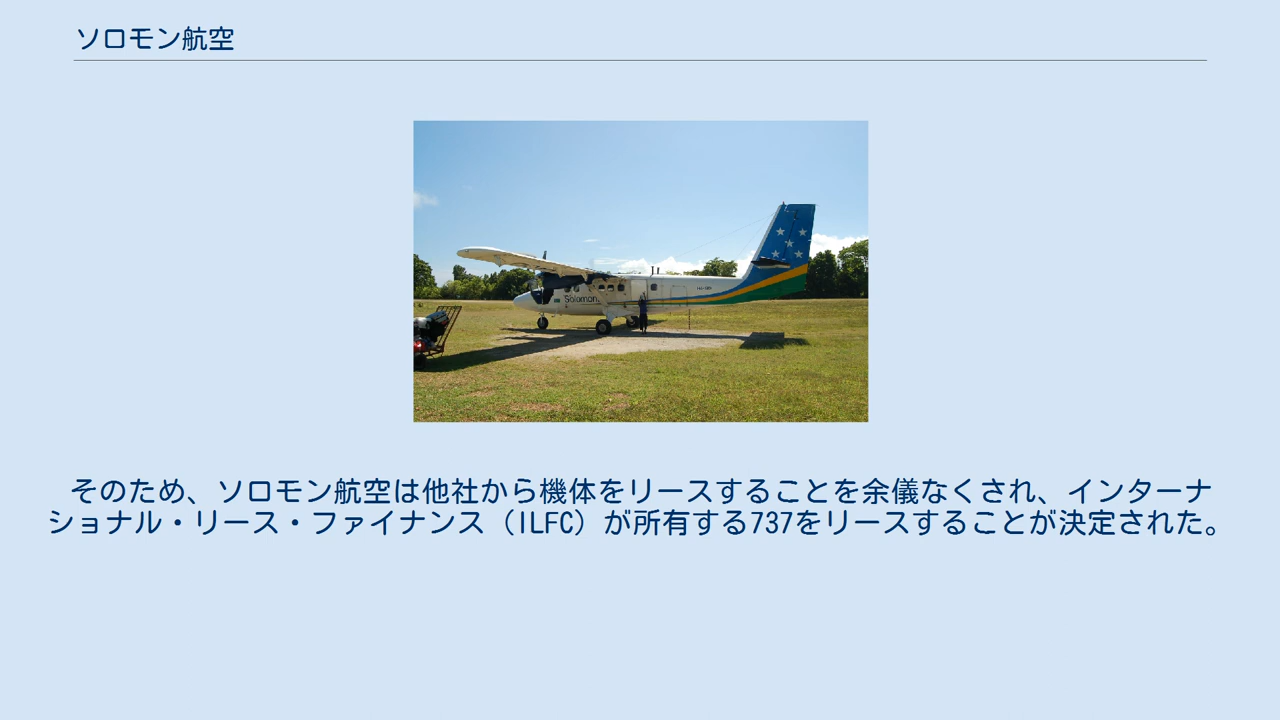 ソロモン航空
Solomon
そのため、ソロモン航空は他社から機体をリースすることを余儀なくされ、インターナ
ショナル・リース・ファイナンス（ILFC）が所有する737をリースすることが決定された。